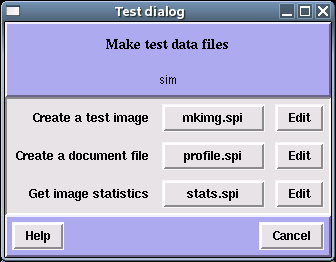 Test dialog
Make test data files
sim
Create a test image mkimg.spi Edit
Create a document file profile.spi Edit
Get image statistics stats.spi Edit
Help Cancel